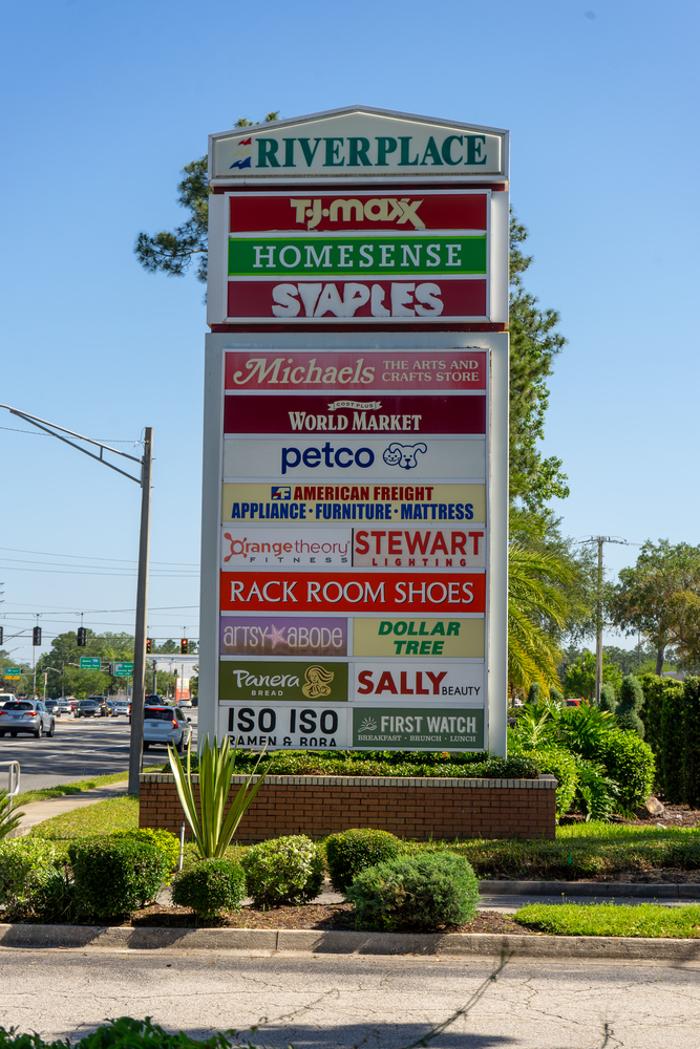 RIVERPLACE
T·J·maxx
HOMESENSE
STAPLES
Michaels THE ARTS AND
CRAFTS STORE
COST PLUS
WORLD MARKET
petco
AMERICAN FREIGHT
APPLIANCE · FURNITURE · MATTRESS
Orangetheory
FITNESS
STEWART
LIGHTING
RACK ROOM SHOES
ARTSY ABODE
DOLLAR
TREE
Panera
BREAD
SALLY BEAUTY
ISO ISO
RAMEN & BOBA
FIRST WATCH
BREAKFAST · BRUNCH · LUNCH